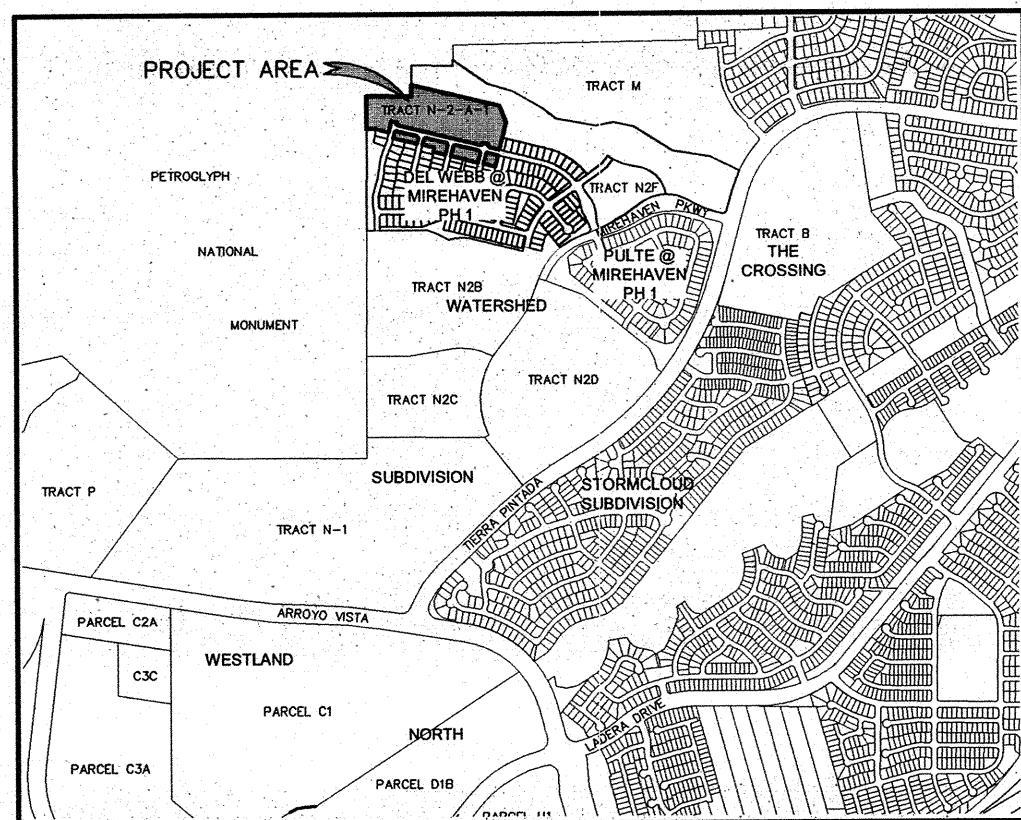 PROJECT AREA
TRACT M
TRACT N-2-A-1
PETROGLYPH
DEL WEBB @
MIREHAVEN
PH 1
TRACT N2F
MIREHAVEN PKWY
TRACT B
THE
CROSSING
NATIONAL
PULTE @
MIREHAVEN
PH 1
TRACT N2B
WATERSHED
MONUMENT
TRACT N2D
TRACT N2C
SUBDIVISION
STORMCLOUD
SUBDIVISION
TRACT P
TIERRA PINTADA
TRACT N-1
ARROYO VISTA
PARCEL C2A
WESTLAND
C3C
PARCEL C1
NORTH
LADERA DRIVE
PARCEL C3A
PARCEL D1B